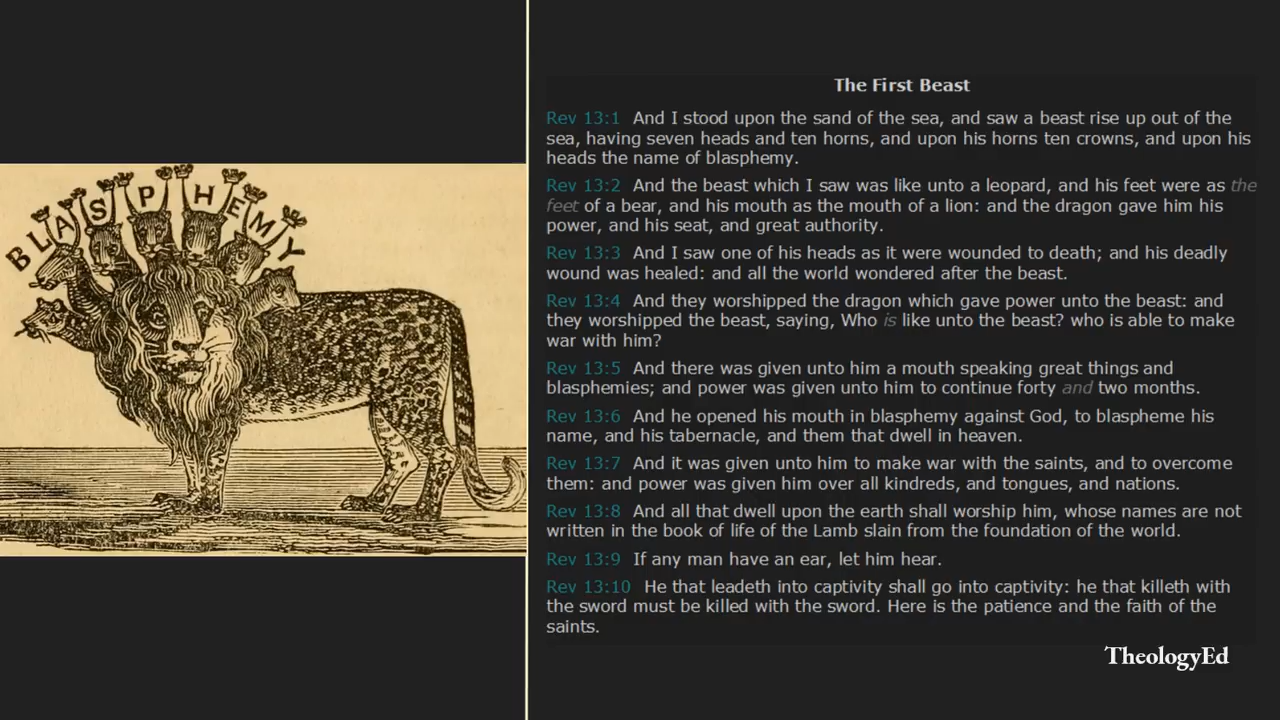 BLASPHEMY
The First Beast
Rev 13:1 And I stood upon the sand of the sea, and saw a beast rise up out of the
sea, having seven heads and ten horns, and upon his horns ten crowns, and upon his
heads the name of blasphemy.
Rev 13:2 And the beast which I saw was like unto a leopard, and his feet were as the
feet of a bear, and his mouth as the mouth of a lion: and the dragon gave him his
power, and his seat, and great authority.
Rev 13:3 And I saw one of his heads as it were wounded to death; and his deadly
wound was healed: and all the world wondered after the beast.
Rev 13:4 And they worshipped the dragon which gave power unto the beast: and
they worshipped the beast, saying, Who is like unto the beast? who is able to make
war with him?
Rev 13:5 And there was given unto him a mouth speaking great things and
blasphemies; and power was given unto him to continue forty and two months.
Rev 13:6 And he opened his mouth in blasphemy against God, to blaspheme his
name, and his tabernacle, and them that dwell in heaven.
Rev 13:7 And it was given unto him to make war with the saints, and to overcome
them: and power was given him over all kindreds, and tongues, and nations.
Rev 13:8 And all that dwell upon the earth shall worship him, whose names are not
written in the book of life of the Lamb slain from the foundation of the world.
Rev 13:9 If any man have an ear, let him hear.
Rev 13:10 He that leadeth into captivity shall go into captivity: he that killeth with
the sword must be killed with the sword. Here is the patience and the faith of the
saints.
TheologyEd